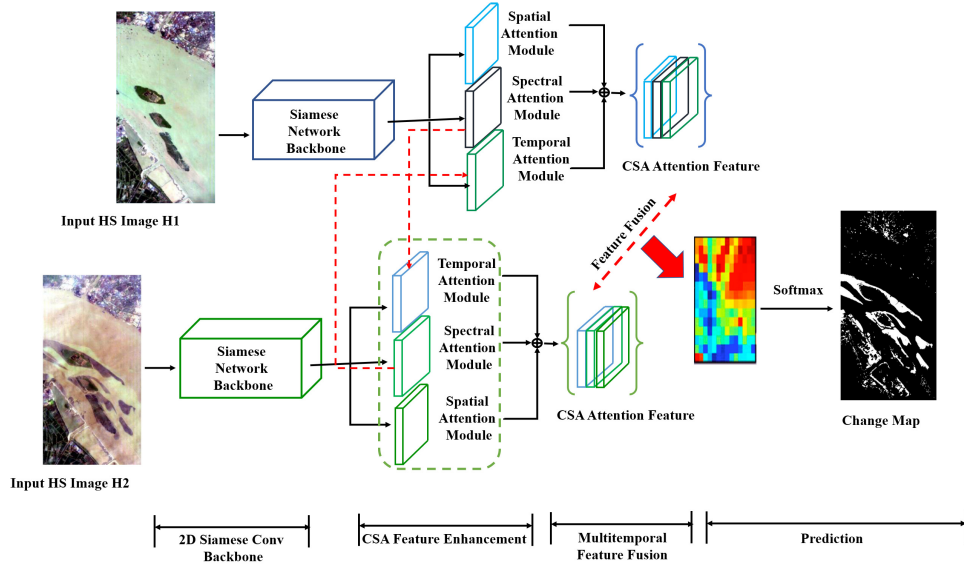 Spatial
Attention
Module
Spectral
Attention
Module
Temporal
Attention
Module
Siamese
Network
Backbone
CSA Attention Feature
Input HS Image H1
Feature Fusion
Temporal
Attention
Module
Spectral
Attention
Module
Spatial
Attention
Module
Siamese
Network
Backbone
CSA Attention Feature
Softmax
Change Map
Input HS Image H2
2D Siamese Conv
Backbone
CSA Feature Enhancement
Multitemporal
Feature Fusion
Prediction